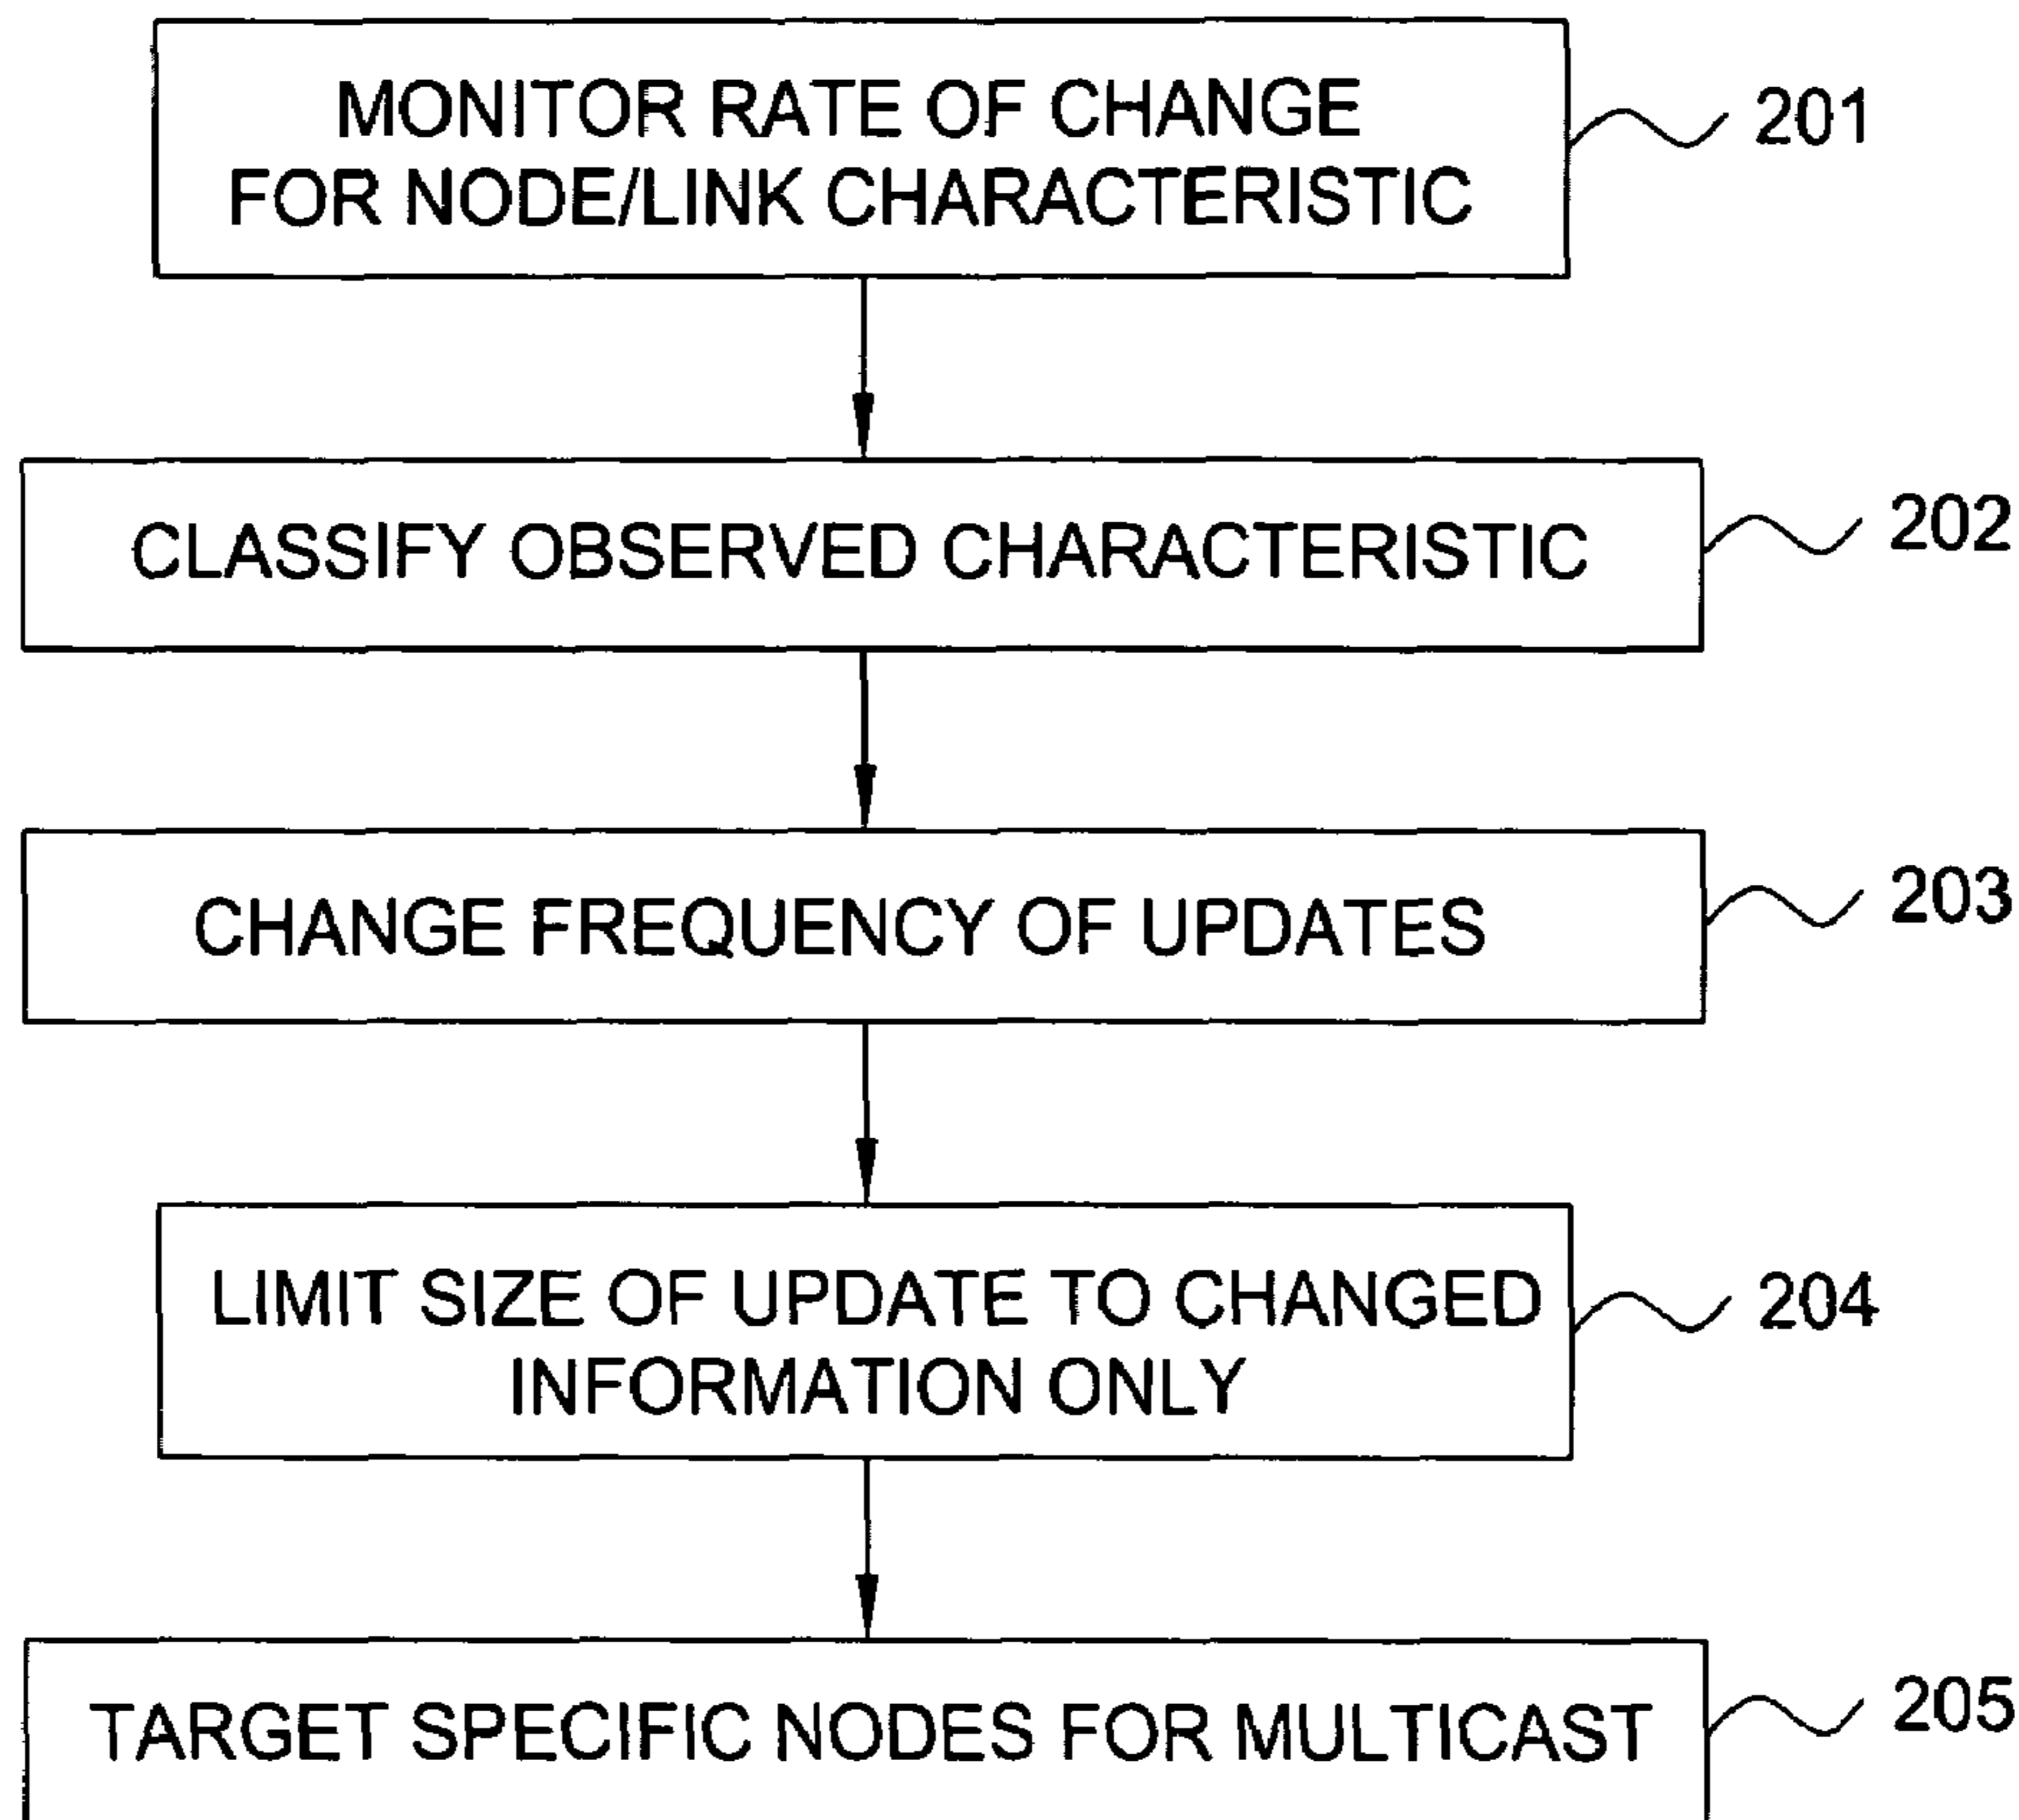 MONITOR RATE OF CHANGE
FOR NODE/LINK CHARACTERISTIC
201
CLASSIFY OBSERVED CHARACTERISTIC
202
CHANGE FREQUENCY OF UPDATES
203
LIMIT SIZE OF UPDATE TO CHANGED
INFORMATION ONLY
204
TARGET SPECIFIC NODES FOR MULTICAST
205